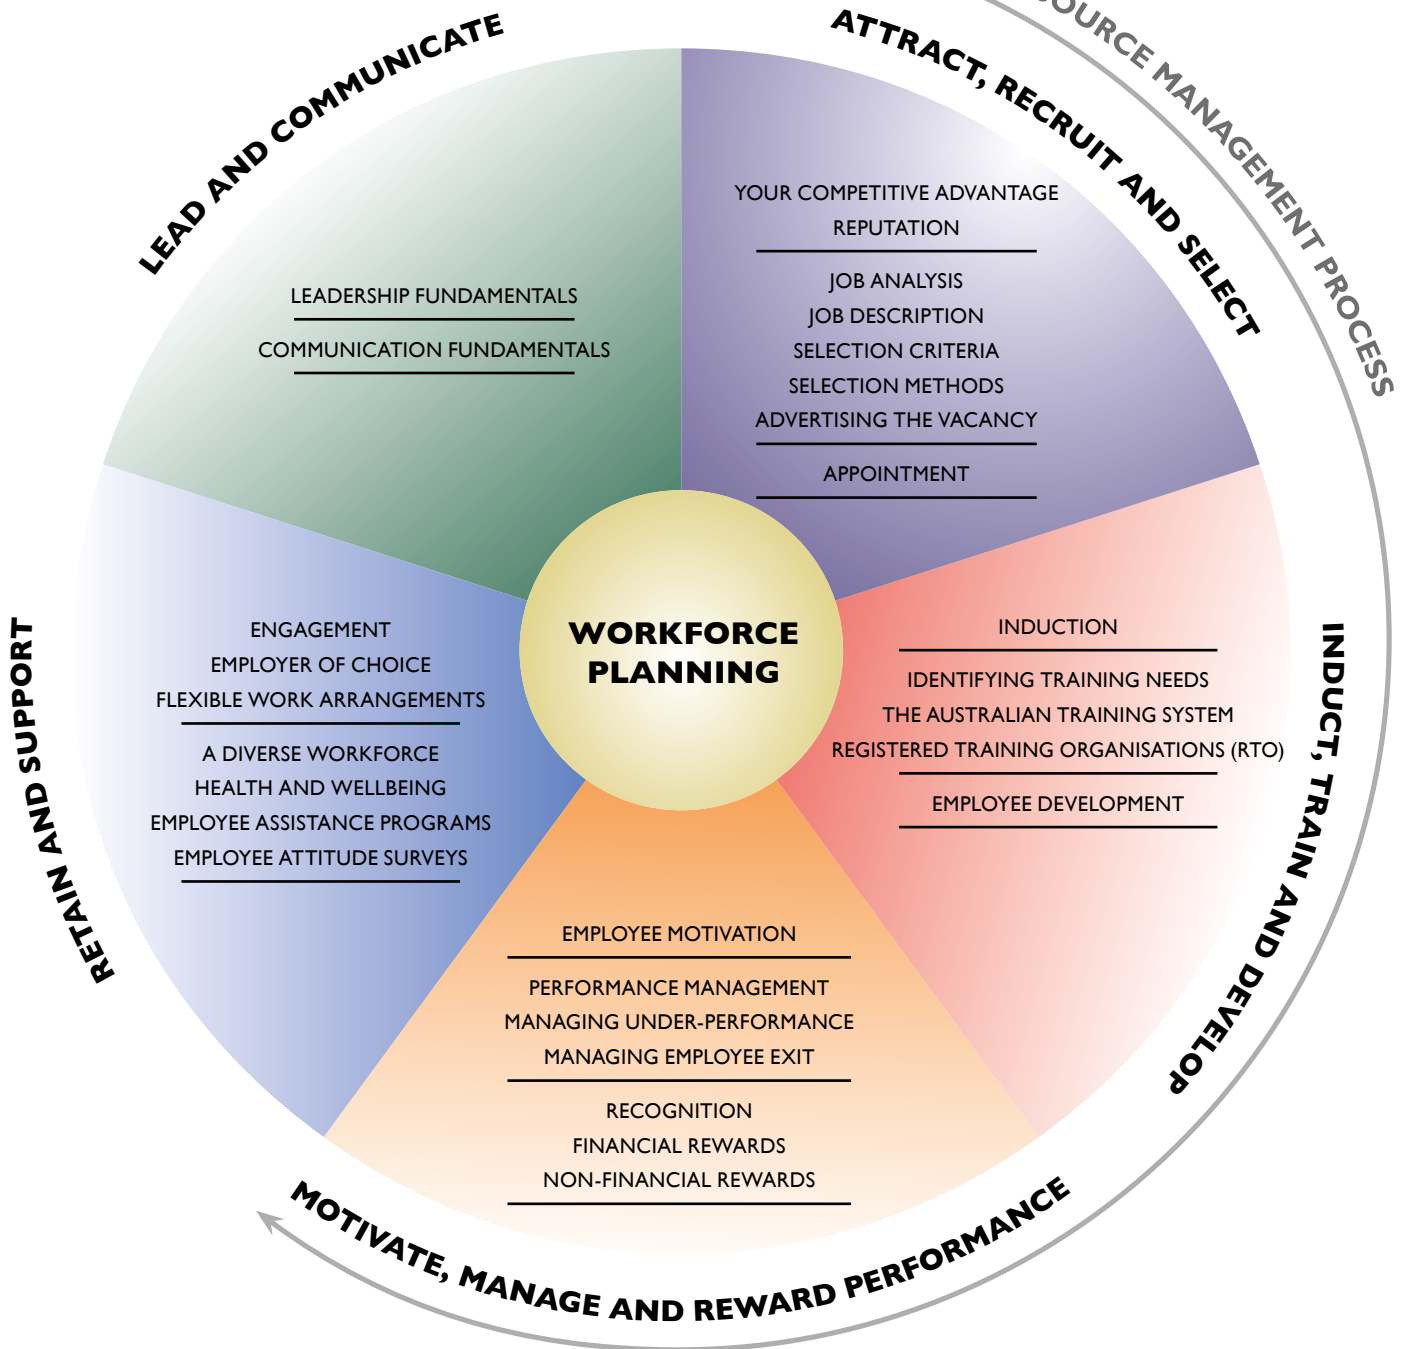 LEAD AND COMMUNICATE
ATTRACT, RECRUIT AND SELECT
MANAGEMENT PROCESS
YOUR COMPETITIVE ADVANTAGE
REPUTATION
JOB ANALYSIS
JOB DESCRIPTION
SELECTION CRITERIA
SELECTION METHODS
ADVERTISING THE VACANCY
APPOINTMENT
LEADERSHIP FUNDAMENTALS
COMMUNICATION FUNDAMENTALS
WORKFORCE
PLANNING
INDUCT, TRAIN AND DEVELOP
INDUCTION
IDENTIFYING TRAINING NEEDS
THE AUSTRALIAN TRAINING SYSTEM
REGISTERED TRAINING ORGANISATIONS (RTO)
EMPLOYEE DEVELOPMENT
RETAIN AND SUPPORT
ENGAGEMENT
EMPLOYER OF CHOICE
FLEXIBLE WORK ARRANGEMENTS
A DIVERSE WORKFORCE
HEALTH AND WELLBEING
EMPLOYEE ASSISTANCE PROGRAMS
EMPLOYEE ATTITUDE SURVEYS
EMPLOYEE MOTIVATION
PERFORMANCE MANAGEMENT
MANAGING UNDER-PERFORMANCE
MANAGING EMPLOYEE EXIT
RECOGNITION
FINANCIAL REWARDS
NON-FINANCIAL REWARDS
MOTIVATE, MANAGE AND REWARD PERFORMANCE